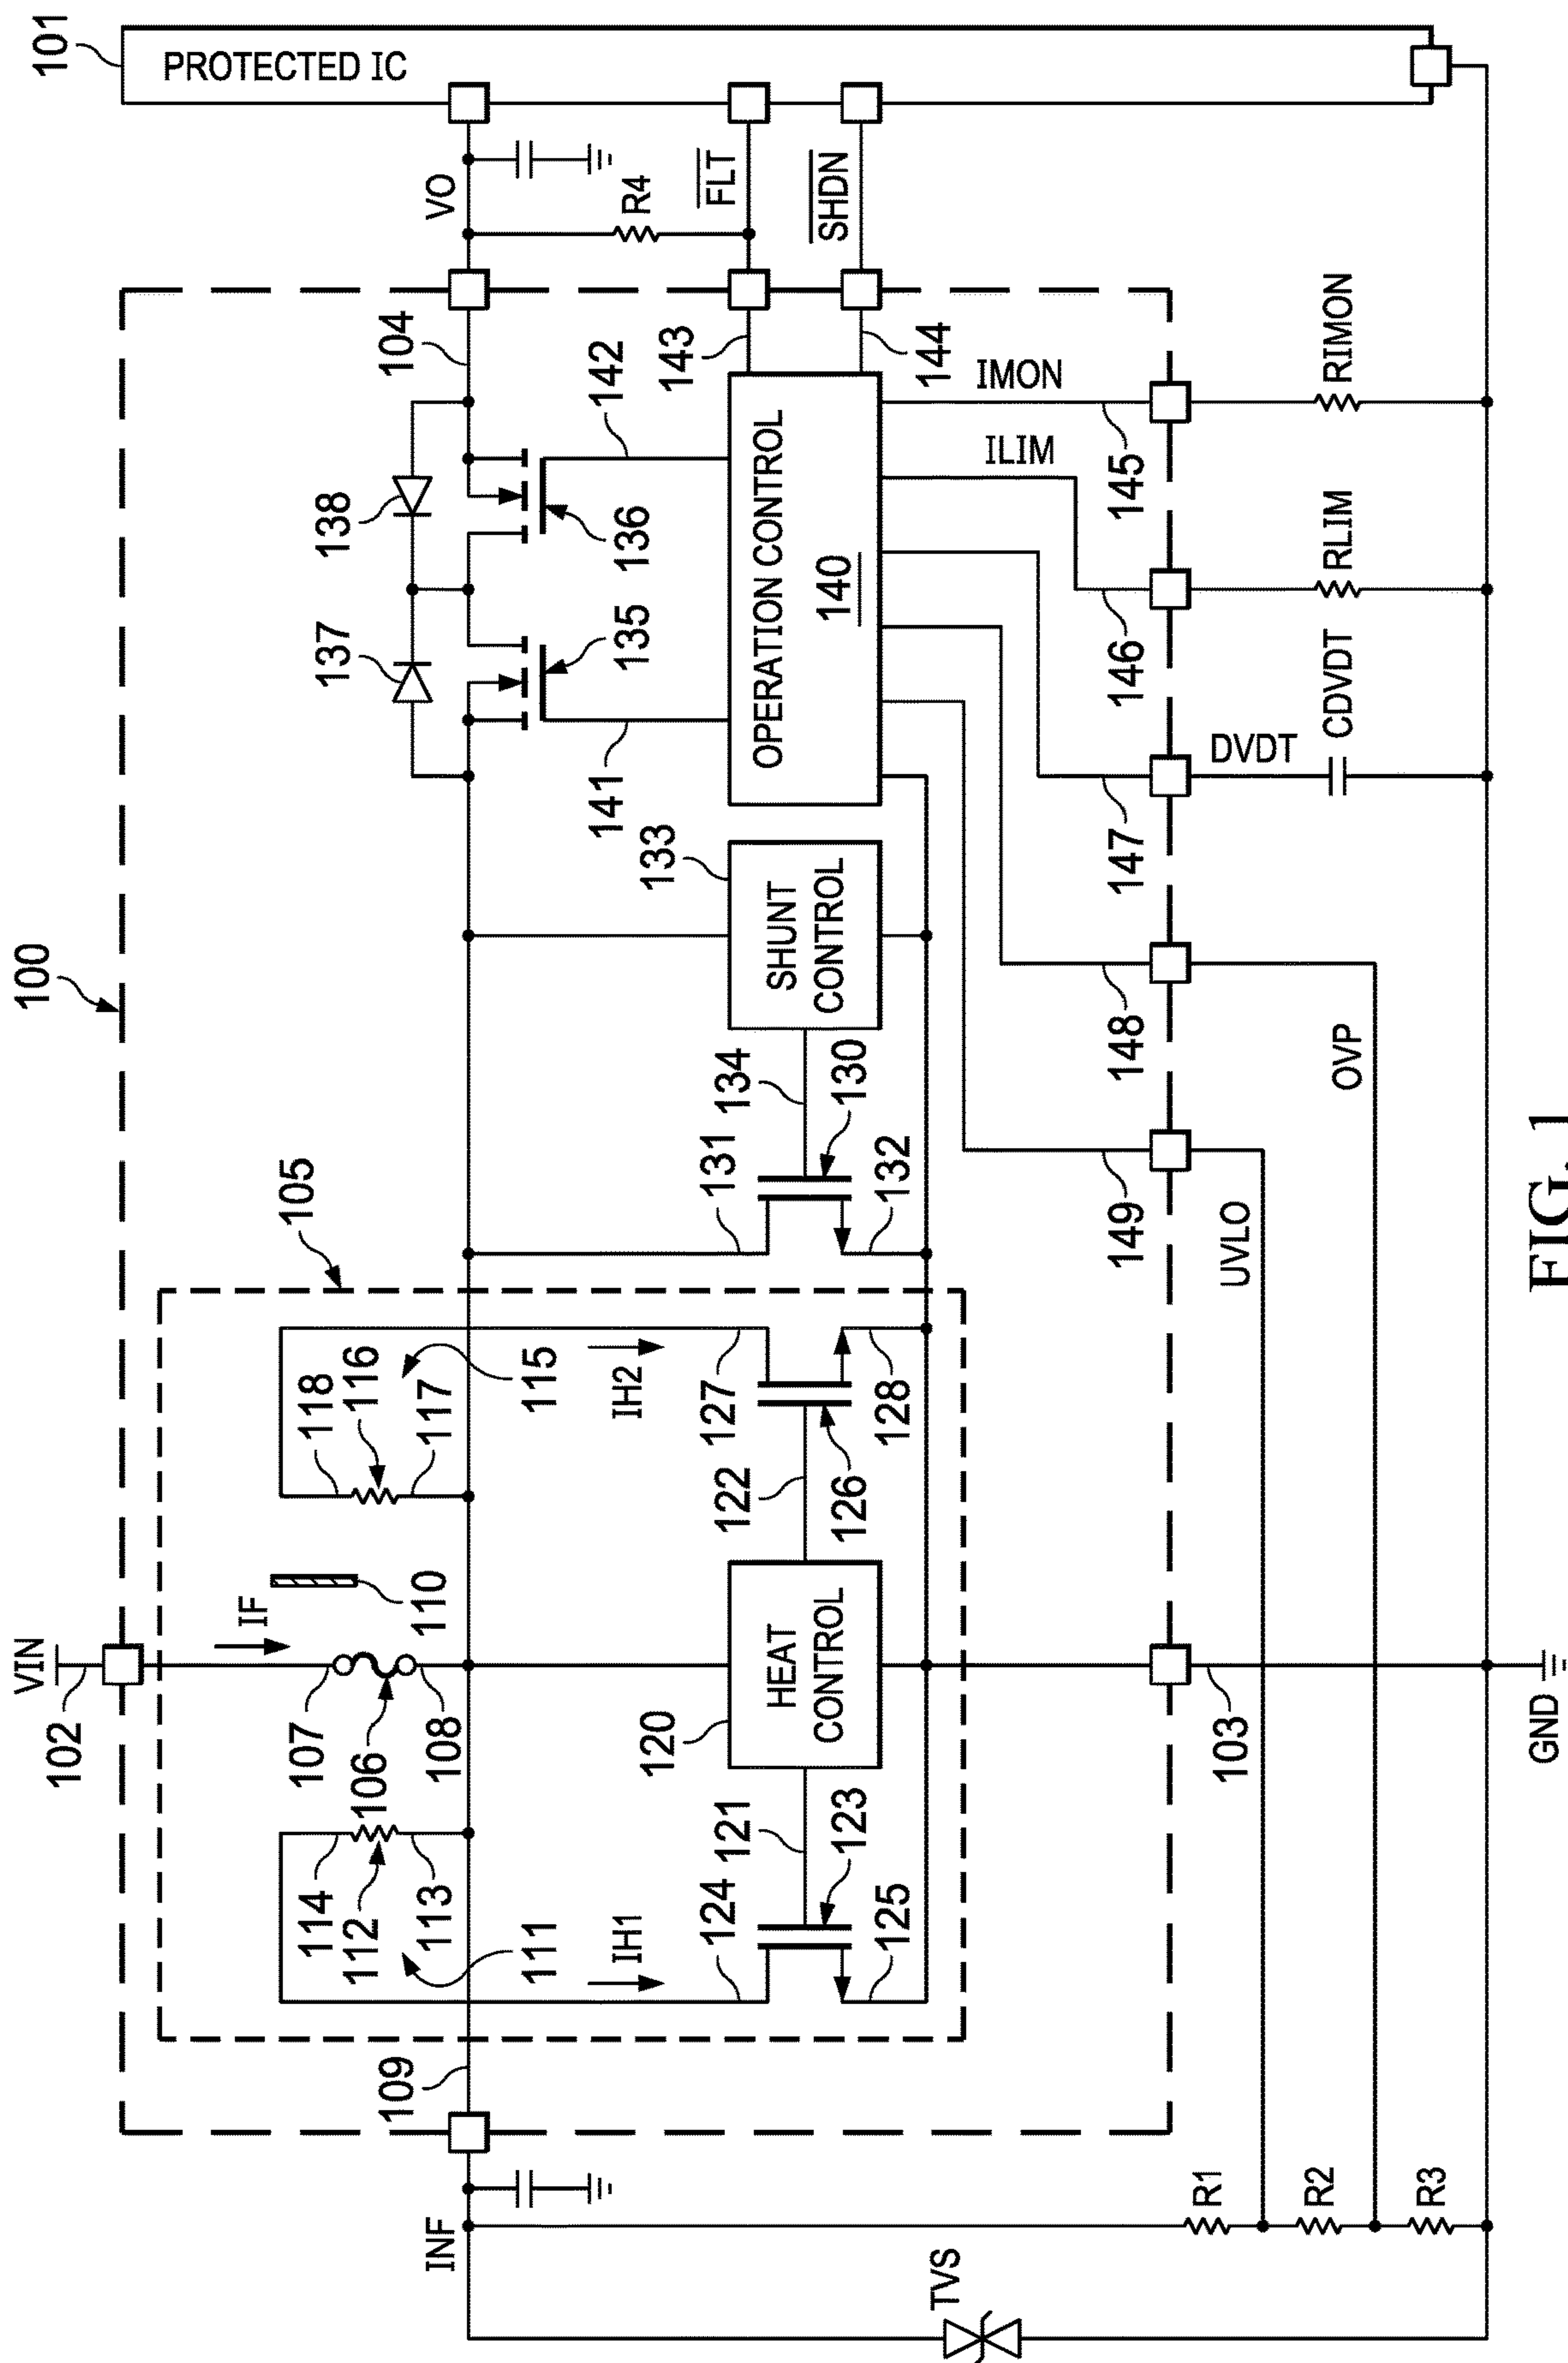 100
101
PROTECTED IC
VIN
102
IF
110
107
106
108
105
114
112
113
111
118
116
117
115
IH1
IH2
109
INF
137
138
104
VO
R4
FLT
SHDN
135
136
141
142
143
144
120
HEAT
CONTROL
121
122
123
124
125
126
127
128
131
134
130
132
133
SHUNT
CONTROL
OPERATION CONTROL
140
IMON
ILIM
145
146
147
148
149
DVDT
CDVDT
RLIM
RIMON
UVLO
OVP
103
R1
R2
R3
TVS
GND
FIG. 1